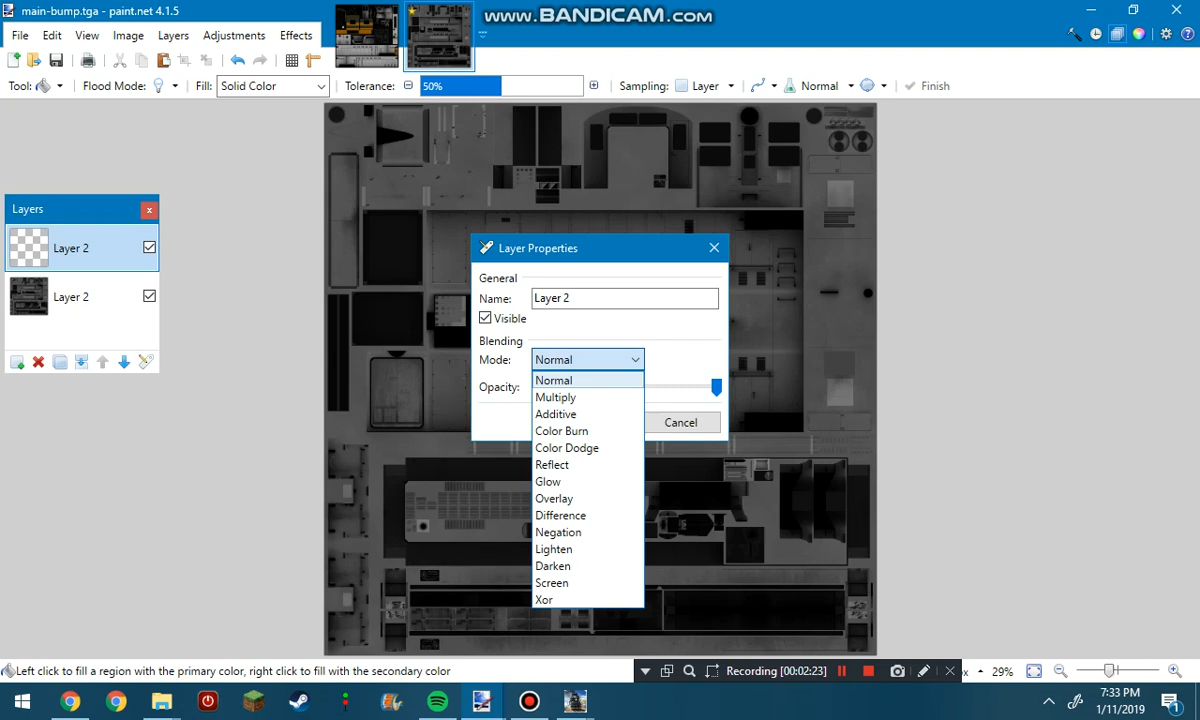 main-bump.tga - paint.net 4.1.5
www.BANDICAM.com
File Edit View Image Layers Adjustments Effects
Tool: Flood Mode: Fill: Solid Color Tolerance: 50% Sampling: Layer Normal Finish
Layers
Layer 2
Layer 2
Layer Properties
General
Name: Layer 2
Visible
Blending
Mode: Normal
Normal
Opacity:
Multiply
Additive
Cancel
Color Burn
Color Dodge
Reflect
Glow
Overlay
Difference
Negation
Lighten
Darken
Screen
Xor
Left click to fill a region with the primary color, right click to fill with the secondary color
Recording [00:02:23]
29%
7:33 PM
1/11/2019
1